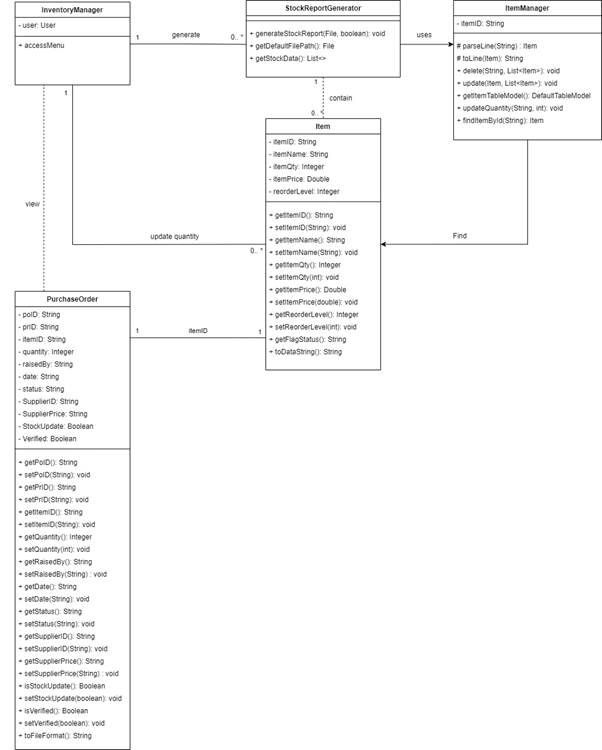 InventoryManager
- user: User
+ accessMenu
1
generate
0.. *
StockReportGenerator
+ generateStockReport(File, boolean): void
+ getDefaultFilePath(): File
+ getStockData(): List<>
uses
ItemManager
- itemID: String
# parseLine(String) : Item
# toLine(Item): String
+ delete(String, List<Item>): void
+ update(Item, List<Item>): void
+ getItemTableModel(): DefaultTableModel
+ updateQuantity(String, int): void
+ findItemById(String): Item
1
contain
0.. *
1
view
update quantity
0.. *
Find
Item
- itemID: String
- itemName: String
- itemQty: Integer
- itemPrice: Double
- reorderLevel: Integer
+ getItemID(): String
+ setItemID(String): void
+ getItemName(): String
+ setItemName(String): void
+ getItemQty(): Integer
+ setItemQty(int): void
+ getItemPrice(): Double
+ setItemPrice(double): void
+ getReorderLevel(): Integer
+ setReorderLevel(int): void
+ getFlagStatus(): String
+ toDataString(): String
1
itemID
1
PurchaseOrder
- poID: String
- prID: String
- itemID: String
- quantity: Integer
- raisedBy: String
- date: String
- status: String
- SupplierID: String
- SupplierPrice: String
- StockUpdate: Boolean
- Verified: Boolean
+ getPoID(): String
+ setPoID(String): void
+ getPrID(): String
+ setPrID(String): void
+ getItemID(): String
+ setItemID(String): void
+ getQuantity(): Integer
+ setQuantity(int): void
+ getRaisedBy(): String
+ setRaisedBy(String) : void
+ getDate(): String
+ setDate(String): void
+ getStatus(): String
+ setStatus(String): void
+ getSupplierID(): String
+ setSupplierID(String): void
+ getSupplierPrice(): String
+ setSupplierPrice(String) : void
+ isStockUpdate(): Boolean
+ setStockUpdate(boolean): void
+ isVerified(): Boolean
+ setVerified(boolean): void
+ toFileFormat(): String